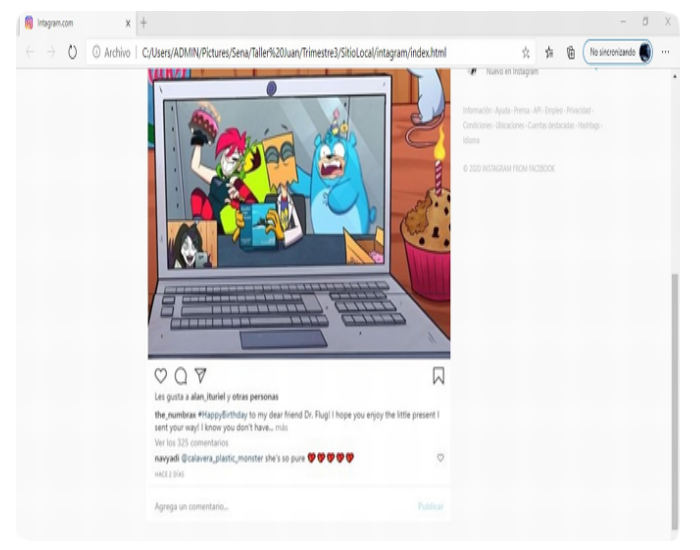 Intagram.com
Archivo
C:/Users/ADMIN/Pictures/Sena/Taller%20Juan/Trimestre3/SitioLocal/intagram/index.html
No sincronizando
Nuevo en Instagram
Información · Ayuda · Prensa · API · Empleo · Privacidad ·
Condiciones · Ubicaciones · Cuentas destacadas · Hashtags ·
Idioma
© 2020 INSTAGRAM FROM FACEBOOK
Les gusta a alan_ituriel y otras personas
the_numbrax #HappyBirthday to my dear friend Dr. Flug! I hope you enjoy the little present I
sent your way! I know you don't have... más
Ver los 325 comentarios
navyadi @calavera_plastic_monster she's so pure
HACE 2 DÍAS
Agrega un comentario...
Publicar